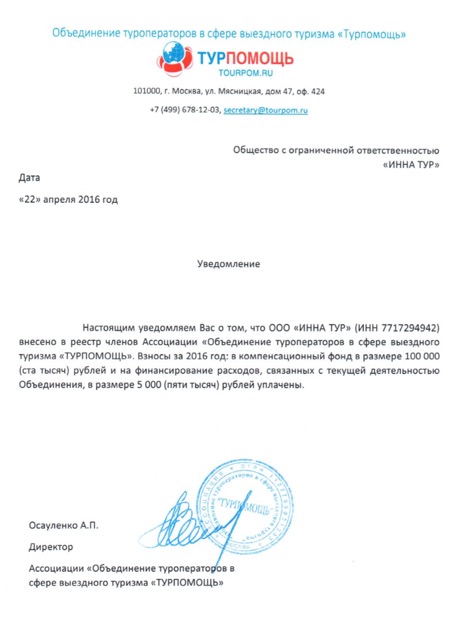 Объединение туроператоров в сфере выездного туризма «Турпомощь»
ТУРПОМОЩЬ
TOURPOM.RU
101000, г. Москва, ул. Мясницкая, дом 47, оф. 424
+7 (499) 678-12-03, secretary@tourpom.ru
Общество с ограниченной ответственностью
«ИННА ТУР»
Дата
«22» апреля 2016 год
Уведомление
Настоящим уведомляем Вас о том, что ООО «ИННА ТУР» (ИНН 7717294942)
внесено в реестр членов Ассоциации «Объединение туроператоров в сфере выездного
туризма «ТУРПОМОЩЬ». Взносы за 2016 год: в компенсационный фонд в размере 100 000
(ста тысяч) рублей и на финансирование расходов, связанных с текущей деятельностью
Объединения, в размере 5 000 (пяти тысяч) рублей уплачены.
"ТУРПОМОЩЬ"
Осауленко А.П.
Директор
Ассоциации «Объединение туроператоров в
сфере выездного туризма «ТУРПОМОЩЬ»